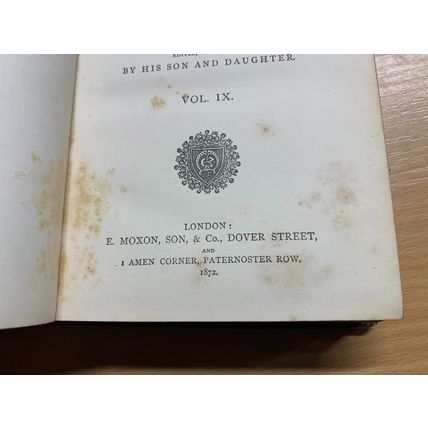 EDITED,
BY HIS SON AND DAUGHTER.
VOL. IX.
LONDON:
E. MOXON, SON, & Co., DOVER STREET,
AND
1 AMEN CORNER, PATERNOSTER ROW.
1872.